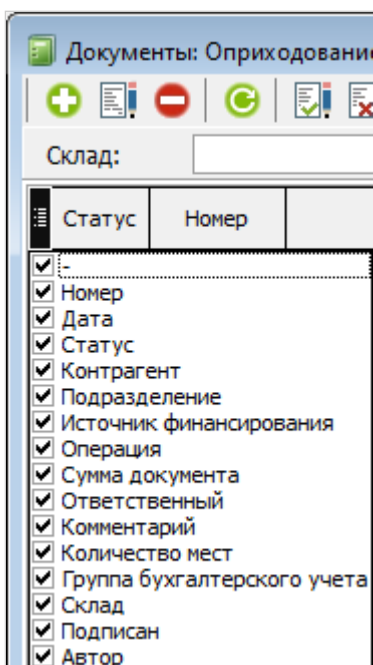 Документы: Оприходование
Склад:
Статус Номер
-
Номер
Дата
Статус
Контрагент
Подразделение
Источник финансирования
Операция
Сумма документа
Ответственный
Комментарий
Количество мест
Группа бухгалтерского учета
Склад
Подписан
Автор